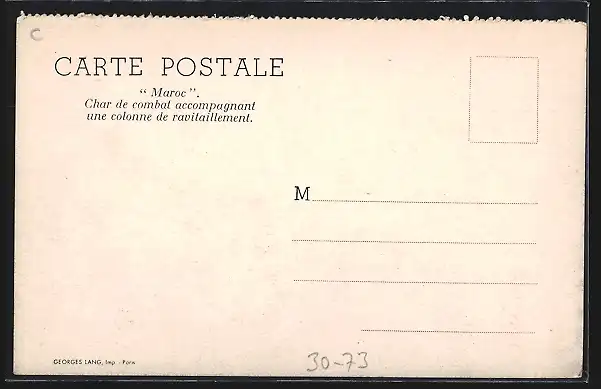 C
CARTE POSTALE
“ Maroc ”.
Char de combat accompagnant
une colonne de ravitaillement.
M
GEORGES LANG, Imp. - Paris
30-73